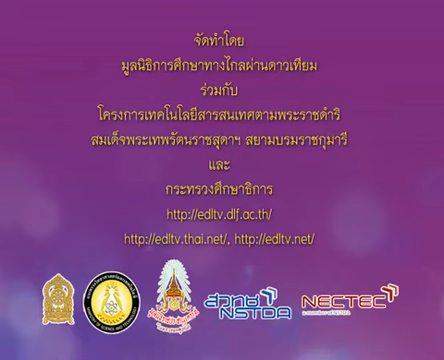 จัดทำโดย
มูลนิธิการศึกษาทางไกลผ่านดาวเทียม
ร่วมกับ
โครงการเทคโนโลยีสารสนเทศตามพระราชดำริ
สมเด็จพระเทพรัตนราชสุดาฯ สยามบรมราชกุมารี
และ
กระทรวงศึกษาธิการ
http://edltv.dlf.ac.th/
http://edltv.thai.net/, http://edltv.net/
สวทช NECTEC
NSTDA a member of NSTDA